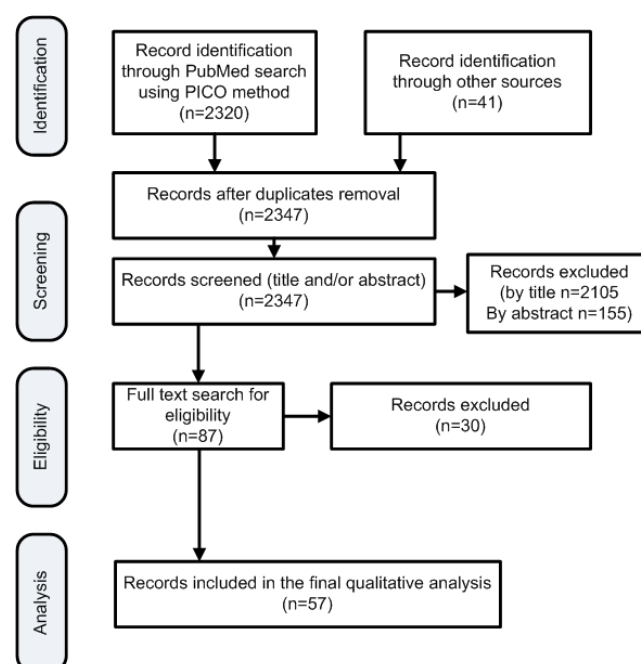 Identification
Record identification
through PubMed search
using PICO method
(n=2320)
Record identification
through other sources
(n=41)
Screening
Records after duplicates removal
(n=2347)
Records screened (title and/or abstract)
(n=2347)
Records excluded
(by title n=2105
By abstract n=155)
Eligibility
Full text search for
eligibility
(n=87)
Records excluded
(n=30)
Analysis
Records included in the final qualitative analysis
(n=57)